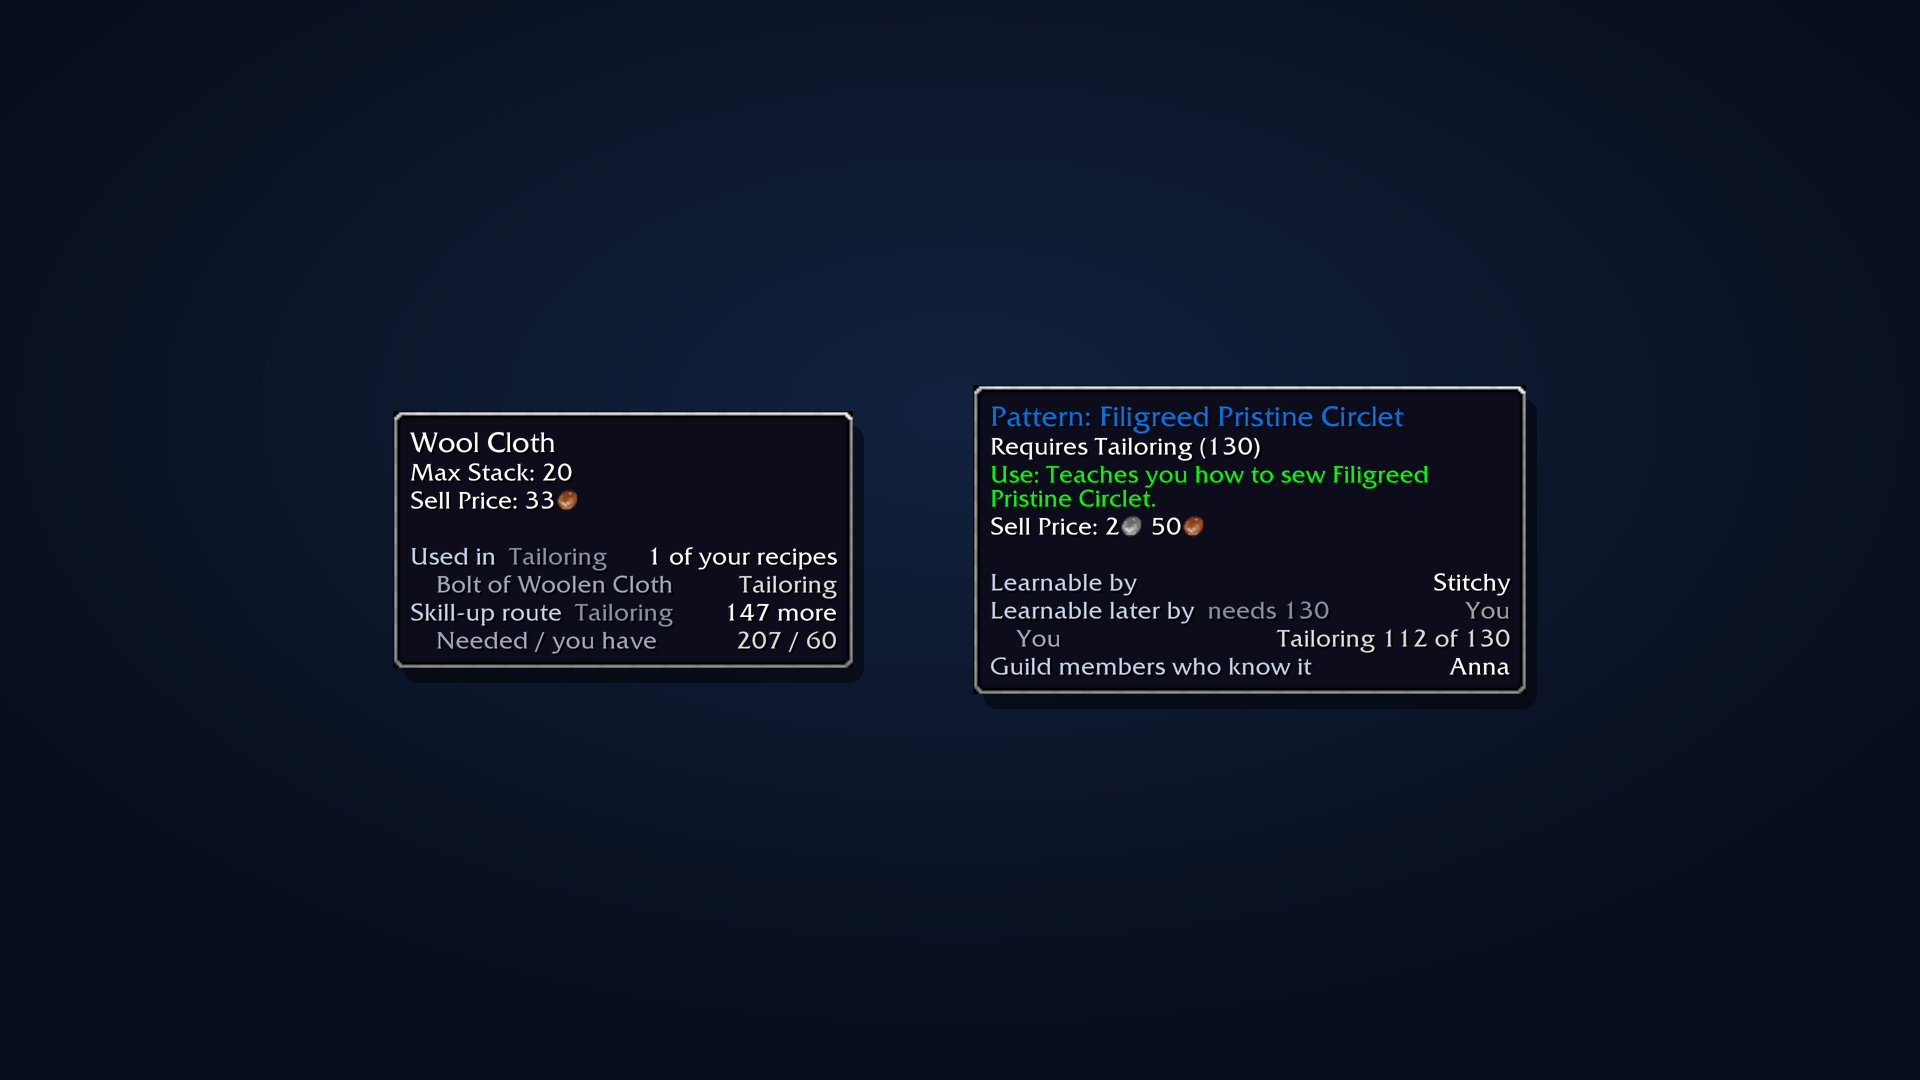 Wool Cloth
Max Stack: 20
Sell Price: 33
Used in Tailoring 1 of your recipes
Bolt of Woolen Cloth Tailoring
Skill-up route Tailoring 147 more
Needed / you have 207 / 60
Pattern: Filigreed Pristine Circlet
Requires Tailoring (130)
Use: Teaches you how to sew Filigreed
Pristine Circlet.
Sell Price: 2 50
Learnable by Stitchy
Learnable later by needs 130 You
You Tailoring 112 of 130
Guild members who know it Anna